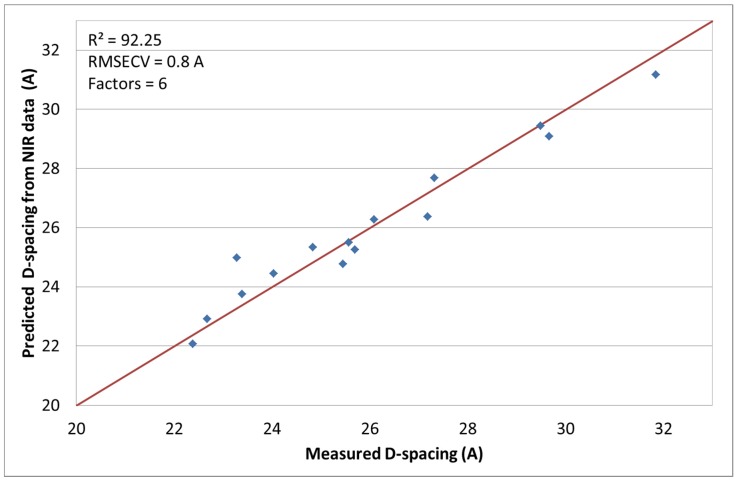 R² = 92.25
RMSECV = 0.8 A
Factors = 6
Predicted D-spacing from NIR data (A)
32
30
28
26
24
22
20
20 22 24 26 28 30 32
Measured D-spacing (A)